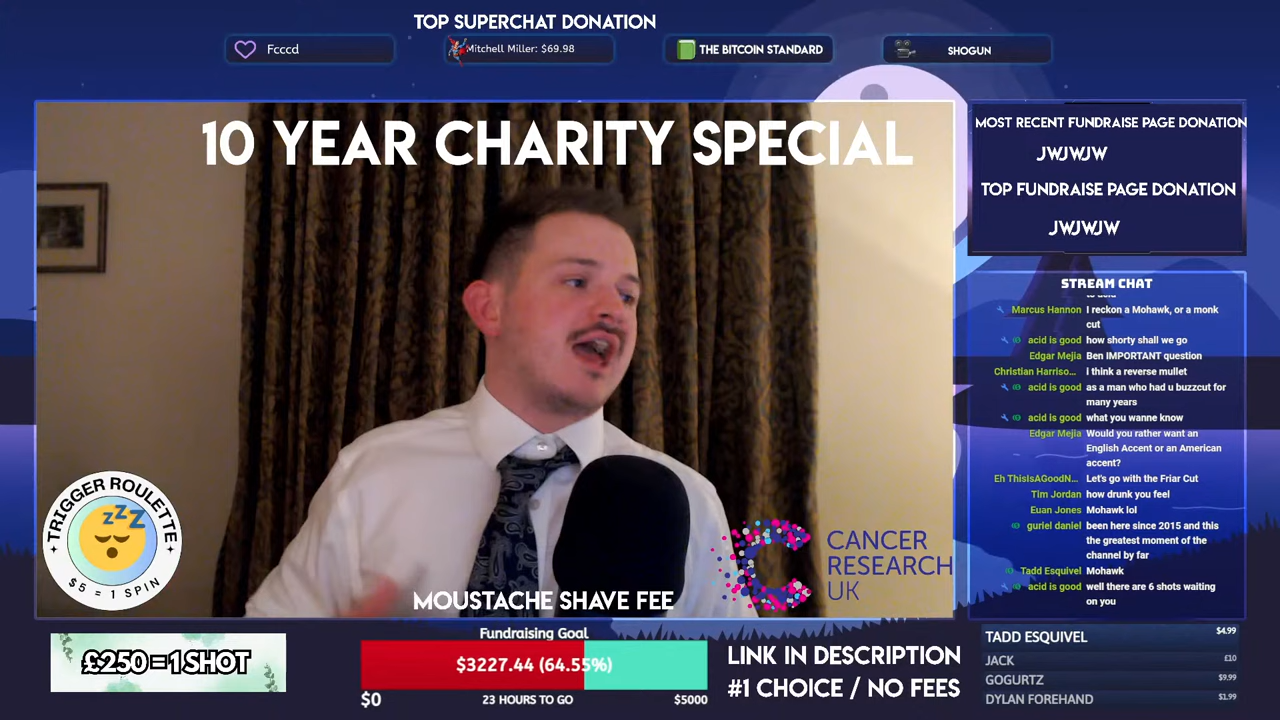 TOP SUPERCHAT DONATION
Fcccd
Mitchell Miller: $69.98
THE BITCOIN STANDARD
SHOGUN
10 YEAR CHARITY SPECIAL
MOST RECENT FUNDRAISE PAGE DONATION
JWJWJW
TOP FUNDRAISE PAGE DONATION
JWJWJW
STREAM CHAT
Marcus Hannon I reckon a Mohawk, or a monk
cut
acid is good how shorty shall we go
Edgar Mejia Ben IMPORTANT question
Christian Harriso... i think a reverse mullet
acid is good as a man who had u buzzcut for
many years
acid is good what you wanne know
Edgar Mejia Would you rather want an
English Accent or an American
accent?
Eh ThisIsAGoodN... Let's go with the Friar Cut
Tim Jordan how drunk you feel
Euan Jones Mohawk lol
guriel daniel been here since 2015 and this
the greatest moment of the
channel by far
Tadd Esquivel Mohawk
acid is good well there are 6 shots waiting
on you
TRIGGER ROULETTE
zzZ
$5 = 1 SPIN
CANCER
RESEARCH
UK
MOUSTACHE SHAVE FEE
£250 = 1 SHOT
Fundraising Goal
$3227.44 (64.55%)
$0
23 HOURS TO GO
$5000
LINK IN DESCRIPTION
#1 CHOICE / NO FEES
TADD ESQUIVEL $4.99
JACK £10
GOGURTZ $9.99
DYLAN FOREHAND $1.99